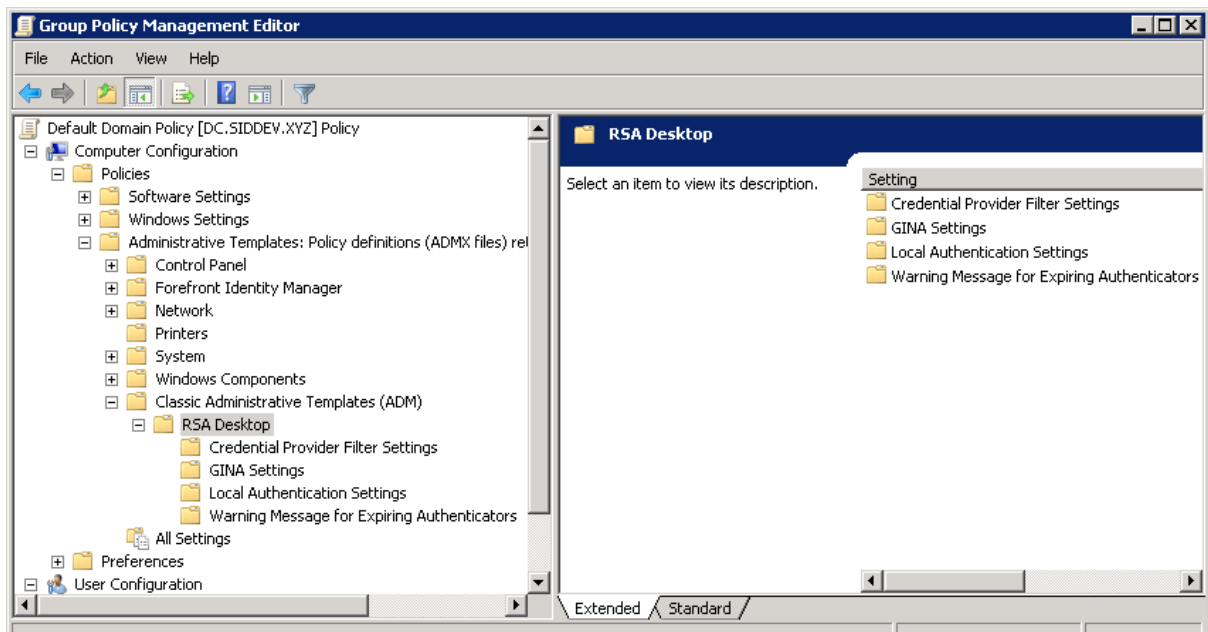 Group Policy Management Editor
File Action View Help
Default Domain Policy [DC.SIDDEV.XYZ] Policy
Computer Configuration
Policies
Software Settings
Windows Settings
Administrative Templates: Policy definitions (ADMX files) rel
Control Panel
Forefront Identity Manager
Network
Printers
System
Windows Components
Classic Administrative Templates (ADM)
RSA Desktop
Credential Provider Filter Settings
GINA Settings
Local Authentication Settings
Warning Message for Expiring Authenticators
All Settings
Preferences
User Configuration
RSA Desktop
Select an item to view its description.
Setting
Credential Provider Filter Settings
GINA Settings
Local Authentication Settings
Warning Message for Expiring Authenticators
Extended Standard